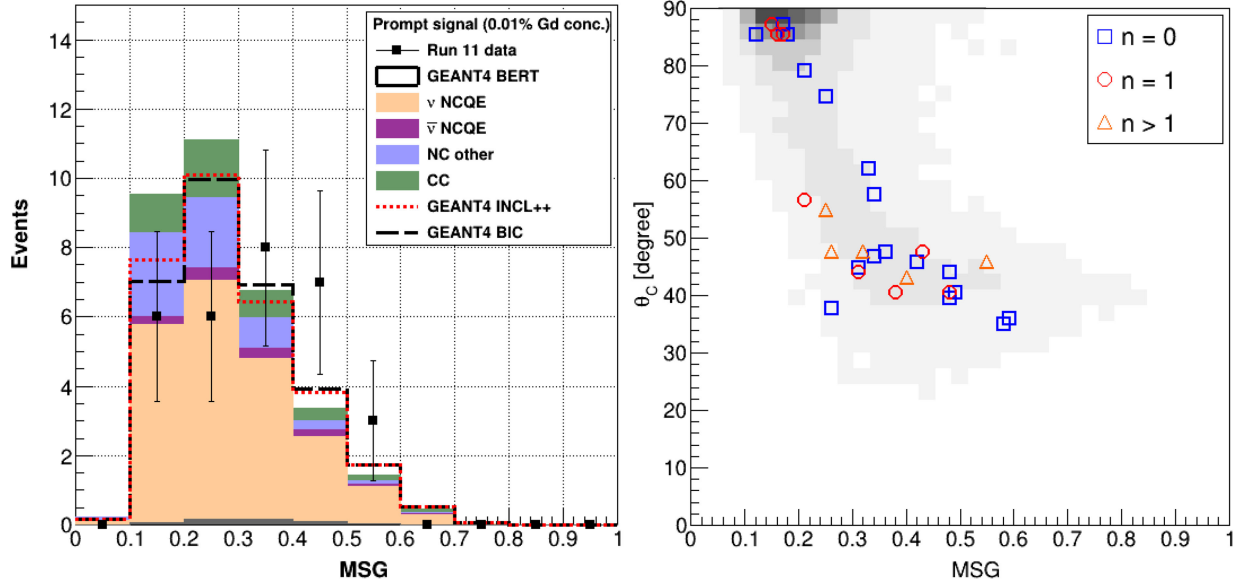 Prompt signal (0.01% Gd conc.)
Run 11 data
GEANT4 BERT
ν NCQE
ν̅ NCQE
NC other
CC
GEANT4 INCL++
GEANT4 BIC
Events
14
12
10
8
6
4
2
0
0 0.1 0.2 0.3 0.4 0.5 0.6 0.7 0.8 0.9 1
MSG
n = 0
n = 1
n > 1
θC [degree]
90
80
70
60
50
40
30
20
10
0
0 0.1 0.2 0.3 0.4 0.5 0.6 0.7 0.8 0.9 1
MSG